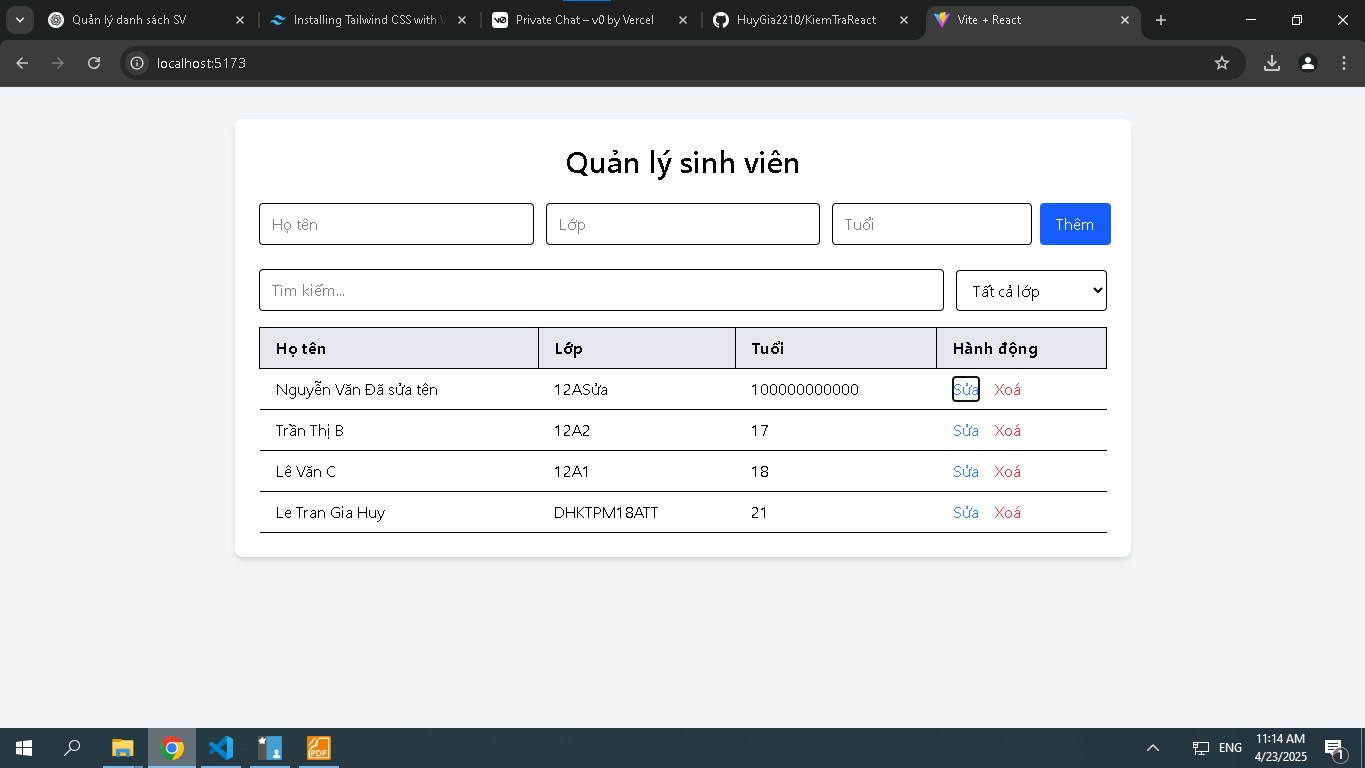 Quản lý danh sách SV
Installing Tailwind CSS with V
Private Chat – v0 by Vercel
HuyGia2210/KiemTraReact
Vite + React
localhost:5173
Quản lý sinh viên
Họ tên Lớp Tuổi Thêm
Tìm kiếm... Tất cả lớp
Họ tên Lớp Tuổi Hành động
Nguyễn Văn Đã sửa tên 12ASửa 100000000000 Sửa Xoá
Trần Thị B 12A2 17 Sửa Xoá
Lê Văn C 12A1 18 Sửa Xoá
Le Tran Gia Huy DHKTPM18ATT 21 Sửa Xoá
PDF
ENG
11:14 AM
4/23/2025
1